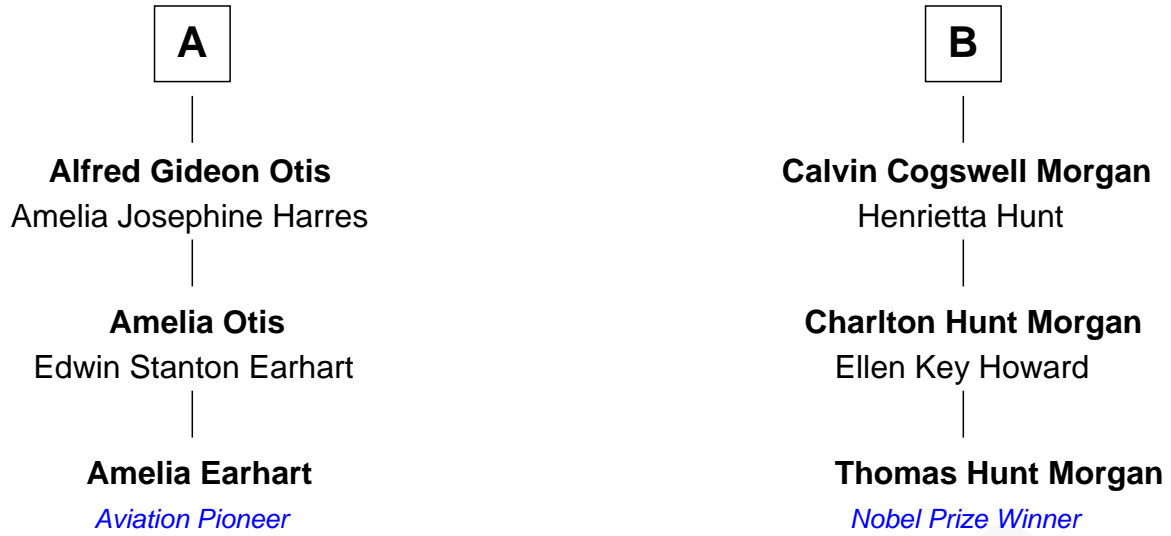 A
Alfred Gideon Otis
Amelia Josephine Harres
Amelia Otis
Edwin Stanton Earhart
Amelia Earhart
Aviation Pioneer
B
Calvin Cogswell Morgan
Henrietta Hunt
Charlton Hunt Morgan
Ellen Key Howard
Thomas Hunt Morgan
Nobel Prize Winner